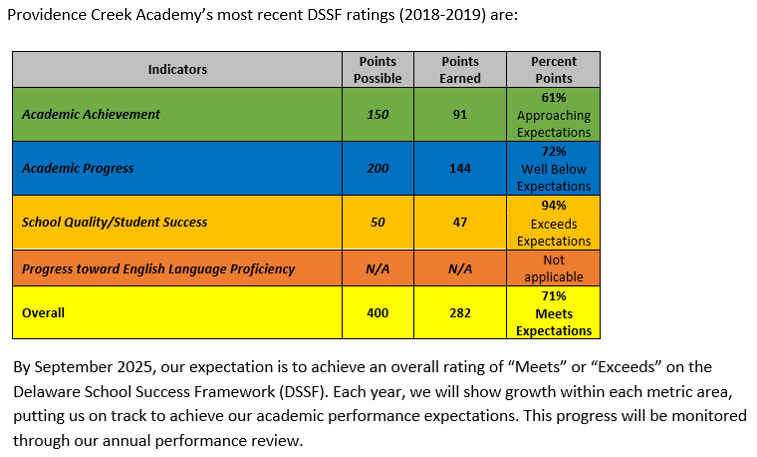 Providence Creek Academy’s most recent DSSF ratings (2018-2019) are:
Indicators Points Possible Points Earned Percent Points
Academic Achievement 150 91 61% Approaching Expectations
Academic Progress 200 144 72% Well Below Expectations
School Quality/Student Success 50 47 94% Exceeds Expectations
Progress toward English Language Proficiency N/A N/A Not applicable
Overall 400 282 71% Meets Expectations
By September 2025, our expectation is to achieve an overall rating of “Meets” or “Exceeds” on the
Delaware School Success Framework (DSSF). Each year, we will show growth within each metric area,
putting us on track to achieve our academic performance expectations. This progress will be monitored
through our annual performance review.